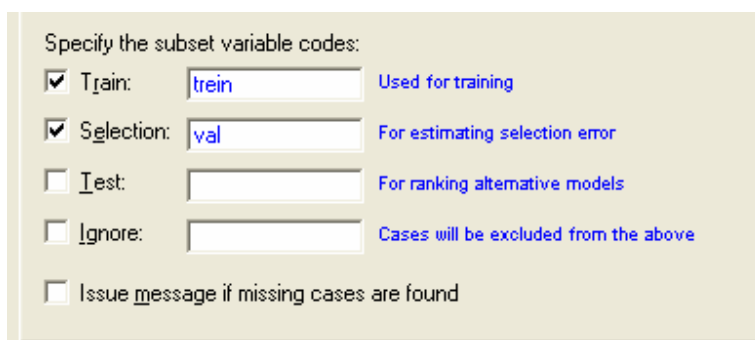 Specify the subset variable codes:
Train: trein Used for training
Selection: val For estimating selection error
Test: For ranking alternative models
Ignore: Cases will be excluded from the above
Issue message if missing cases are found